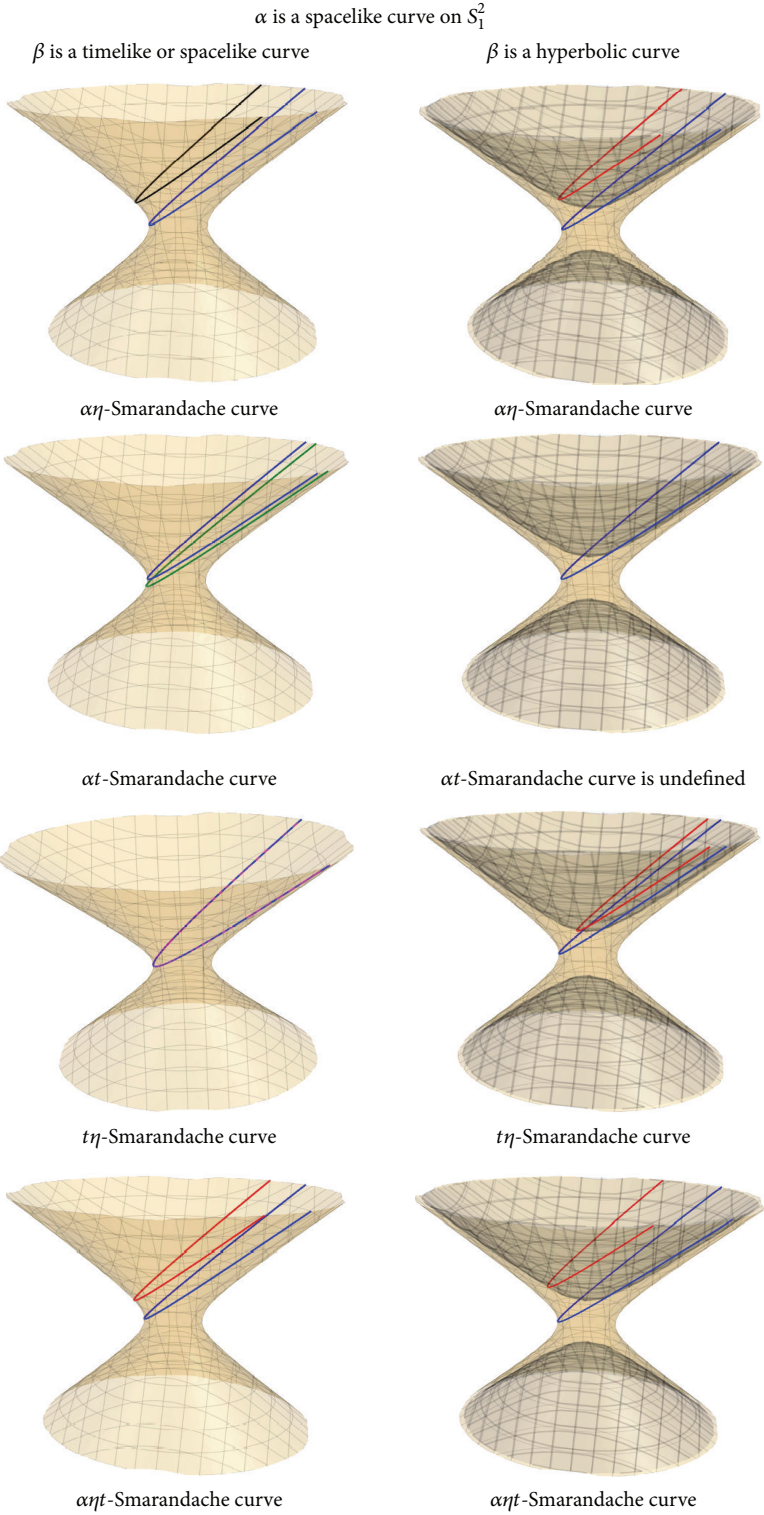 α is a spacelike curve on S₁²
β is a timelike or spacelike curve
β is a hyperbolic curve
αη-Smarandache curve
αη-Smarandache curve
αt-Smarandache curve
αt-Smarandache curve is undefined
tη-Smarandache curve
tη-Smarandache curve
αηt-Smarandache curve
αηt-Smarandache curve